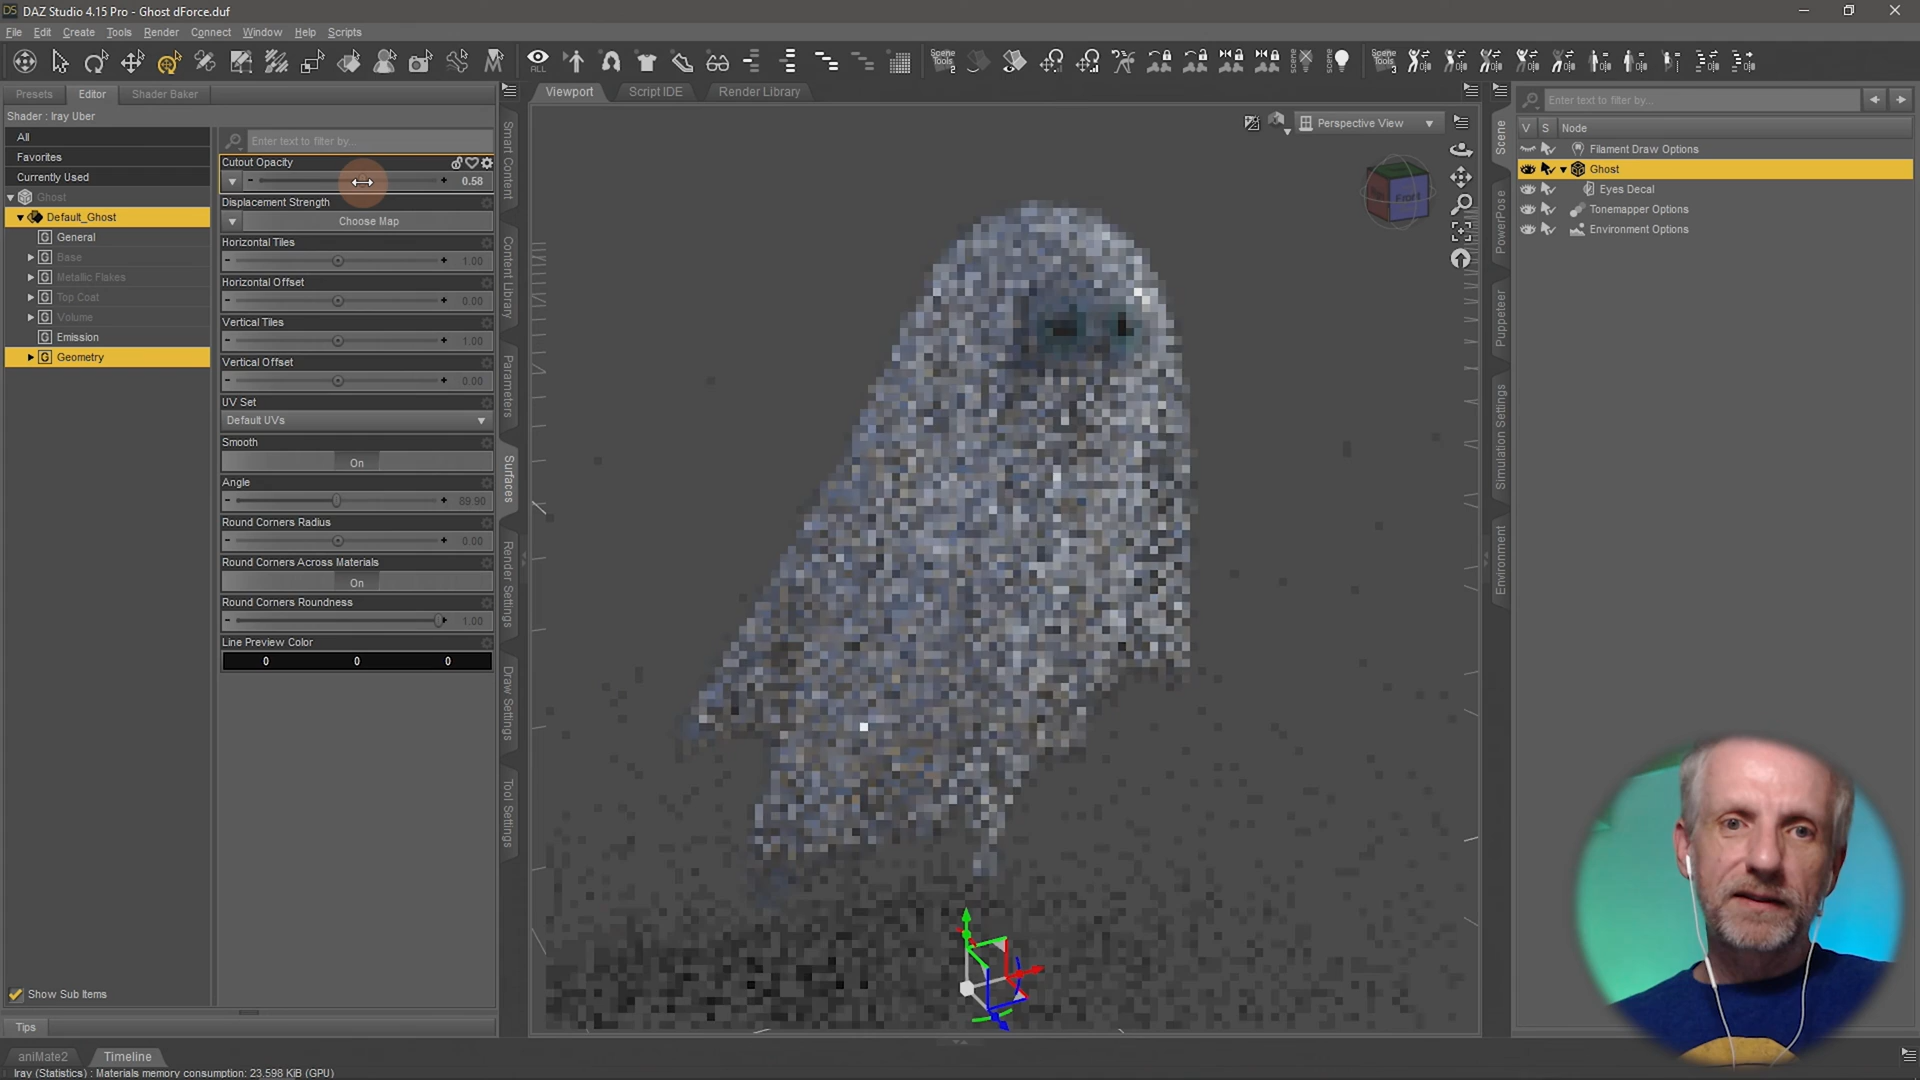 DAZ Studio 4.15 Pro - Ghost dForce.duf
File Edit Create Tools Render Connect Window Help Scripts
ALL
Scene Tools 2
Scene Tools 3
Presets Editor Shader Baker
Viewport Script IDE Render Library
Shader : Iray Uber
Enter text to filter by...
Perspective View
Front
All
Favorites
Currently Used
Ghost
Default_Ghost
General
Base
Metallic Flakes
Top Coat
Volume
Emission
Geometry
Show Sub Items
Tips
Enter text to filter by...
Cutout Opacity
0.58
Displacement Strength
Choose Map
Horizontal Tiles
1.00
Horizontal Offset
0.00
Vertical Tiles
1.00
Vertical Offset
0.00
UV Set
Default UVs
Smooth
On
Angle
89.90
Round Corners Radius
0.00
Round Corners Across Materials
On
Round Corners Roundness
1.00
Line Preview Color
0 0 0
Smart Content
Content Library
Parameters
Surfaces
Render Settings
Draw Settings
Tool Settings
Scene
PowerPose
Puppeteer
Simulation Settings
Environment
V S Node
Filament Draw Options
Ghost
Eyes Decal
Tonemapper Options
Environment Options
aniMate2 Timeline
Iray (Statistics) : Materials memory consumption: 23.598 KiB (GPU)